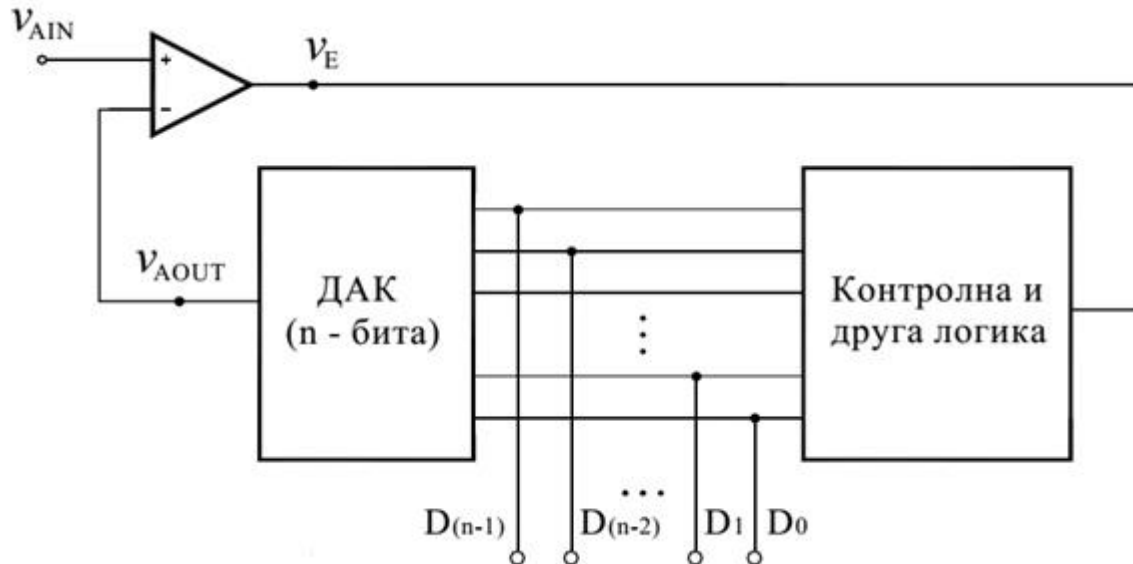 vAIN
+
vE
−
vAOUT
ДАК
(n - бита)
Контролна и
друга логика
D(n-1)
D(n-2)
D1
D0